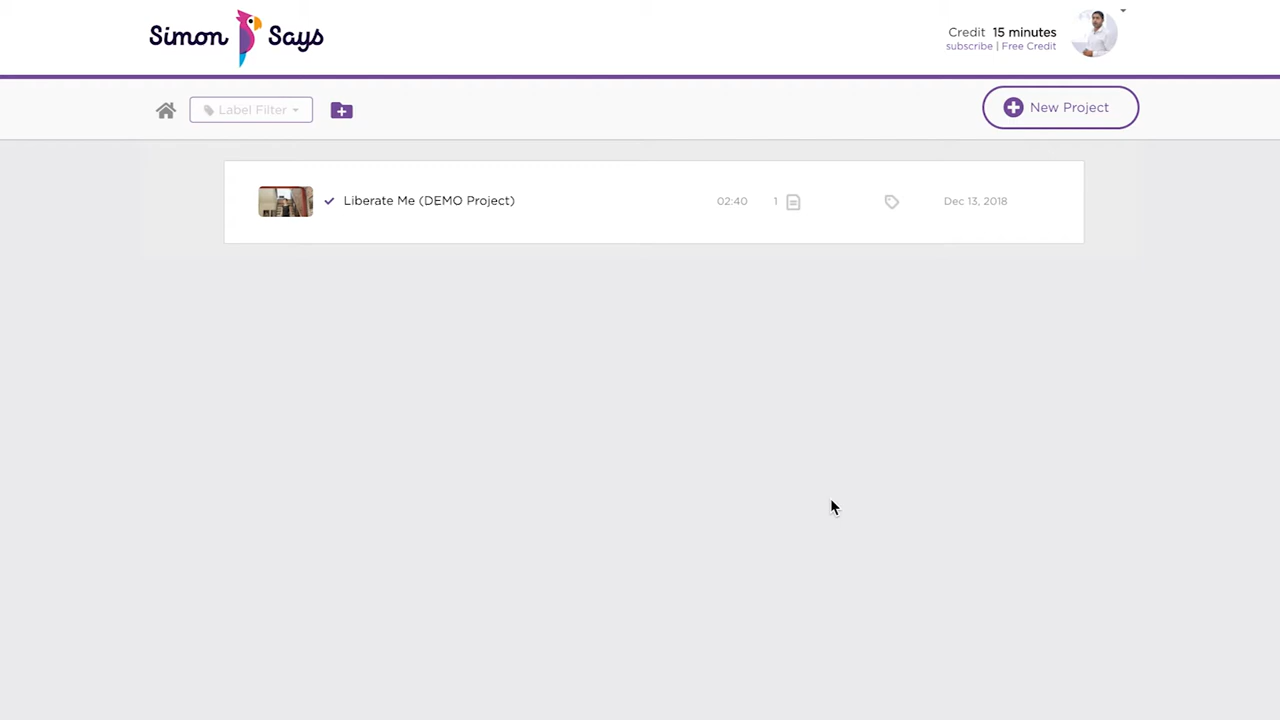 Simon Says
Credit 15 minutes
subscribe | Free Credit
Label Filter
New Project
Liberate Me (DEMO Project)
02:40
1
Dec 13, 2018